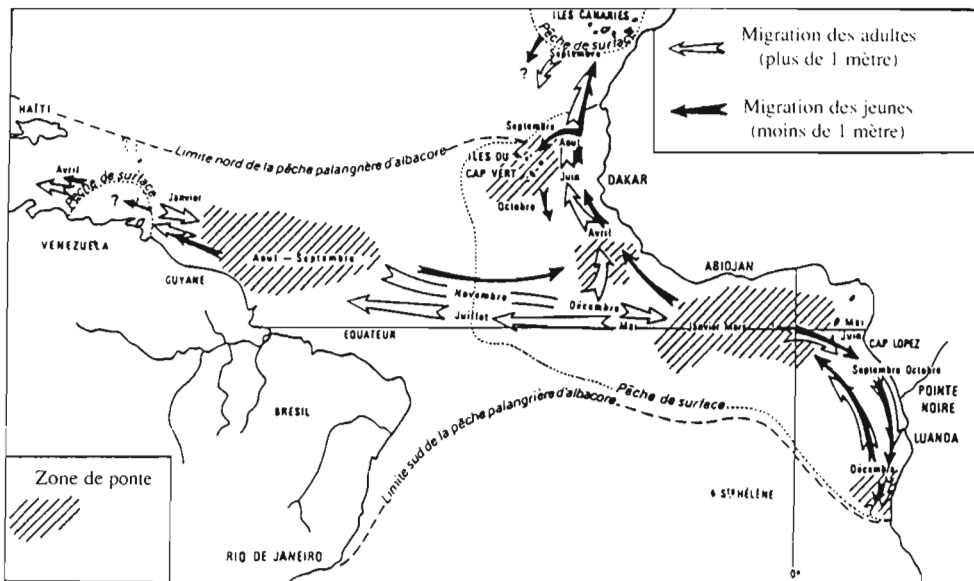 ILES CANARIES
Pêche de surface
Septembre
?
Migration des adultes
(plus de 1 mètre)
Migration des jeunes
(moins de 1 mètre)
HAÏTI
Limite nord de la pêche palangrière d'albacore
Septembre
Aout
ILES DU
CAP VERT
Juin
DAKAR
Octobre
Avril
Pêche de surface
?
Janvier
VENEZUELA
GUYANE
Aout – Septembre
Avril
ABIDJAN
Novembre
Décembre
Juillet
Mai
Janvier Mars
Mai
Juin
CAP LOPEZ
EQUATEUR
Septembre Octobre
POINTE
NOIRE
LUANDA
BRÉSIL
Pêche de surface
Limite sud de la pêche palangrière d'albacore
Décembre
Zone de ponte
Ste HÉLÈNE
RIO DE JANEIRO
0°